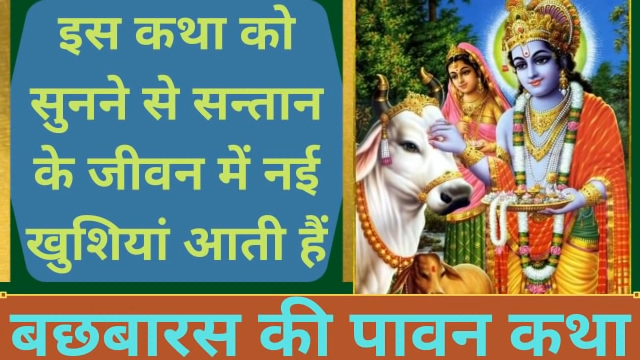 इस कथा को
सुनने से सन्तान
के जीवन में नई
खुशियां आती हैं
बछबारस की पावन कथा